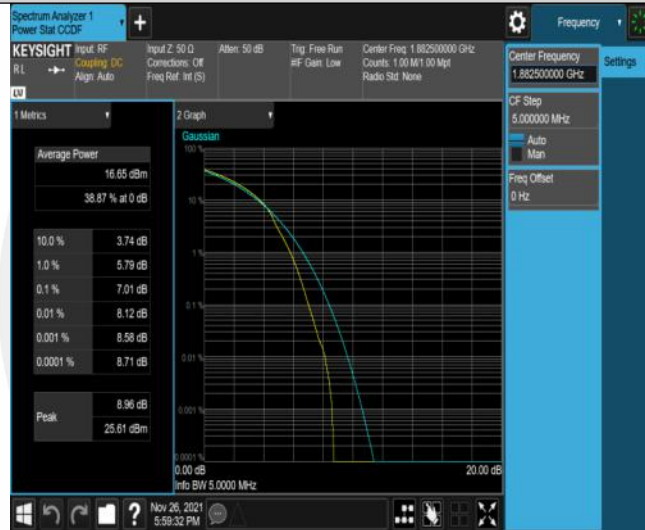 Spectrum Analyzer 1
Power Stat CCDF
Frequency
KEYSIGHT
Input: RF
Coupling: DC
Align: Auto
Input Z: 50 Ω
Corrections: Off
Freq Ref: Int (S)
Atten: 50 dB
Trig: Free Run
#IF Gain: Low
Center Freq: 1.882500000 GHz
Counts: 1.00 M/1.00 Mpt
Radio Std: None
R L
1 Metrics
Average Power
16.65 dBm
38.87 % at 0 dB
10.0 % 3.74 dB
1.0 % 5.79 dB
0.1 % 7.01 dB
0.01 % 8.12 dB
0.001 % 8.58 dB
0.0001 % 8.71 dB
Peak
8.96 dB
25.61 dBm
2 Graph
Gaussian
100 %
10 %
1 %
0.1 %
0.01 %
0.001 %
0.0001 %
0.00 dB
20.00 dB
Info BW 5.0000 MHz
Center Frequency
1.882500000 GHz
Settings
CF Step
5.000000 MHz
Auto
Man
Freq Offset
0 Hz
?
Nov 26, 2021
5:59:32 PM